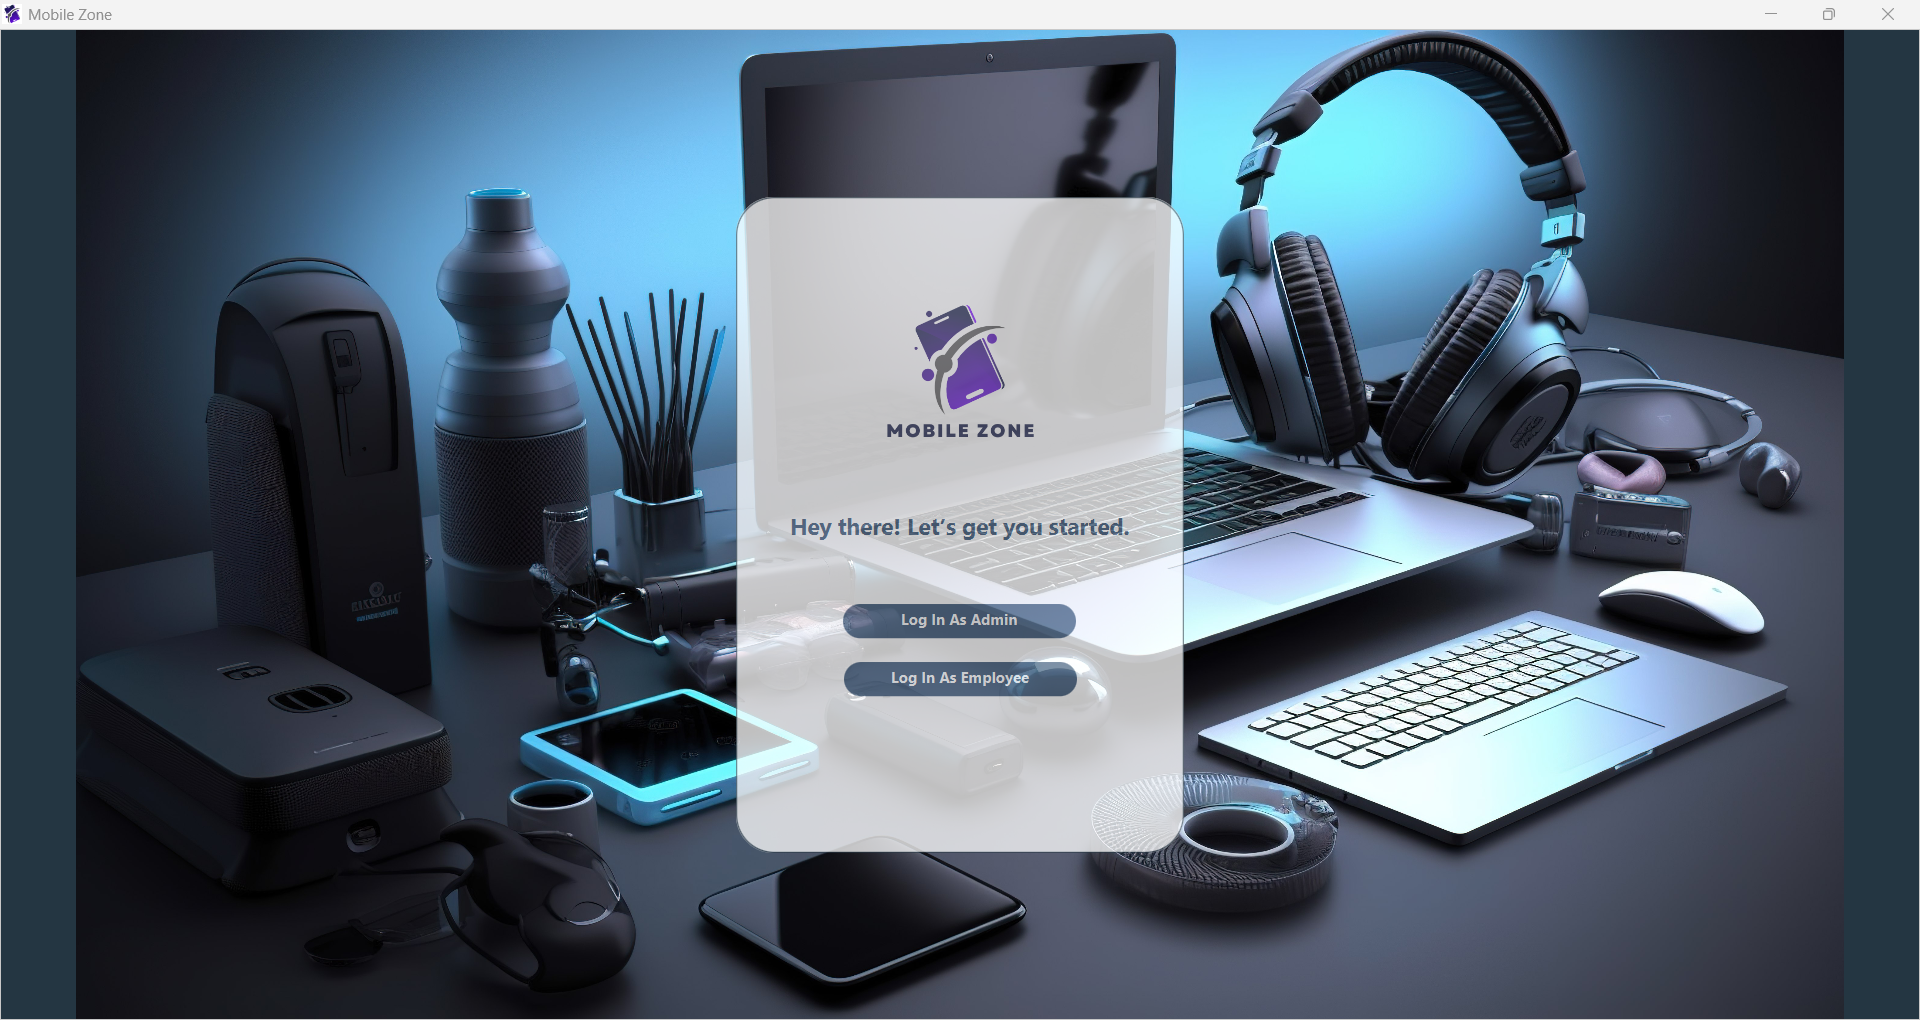 Mobile Zone
MOBILE ZONE
Hey there! Let's get you started.
Log In As Admin
Log In As Employee